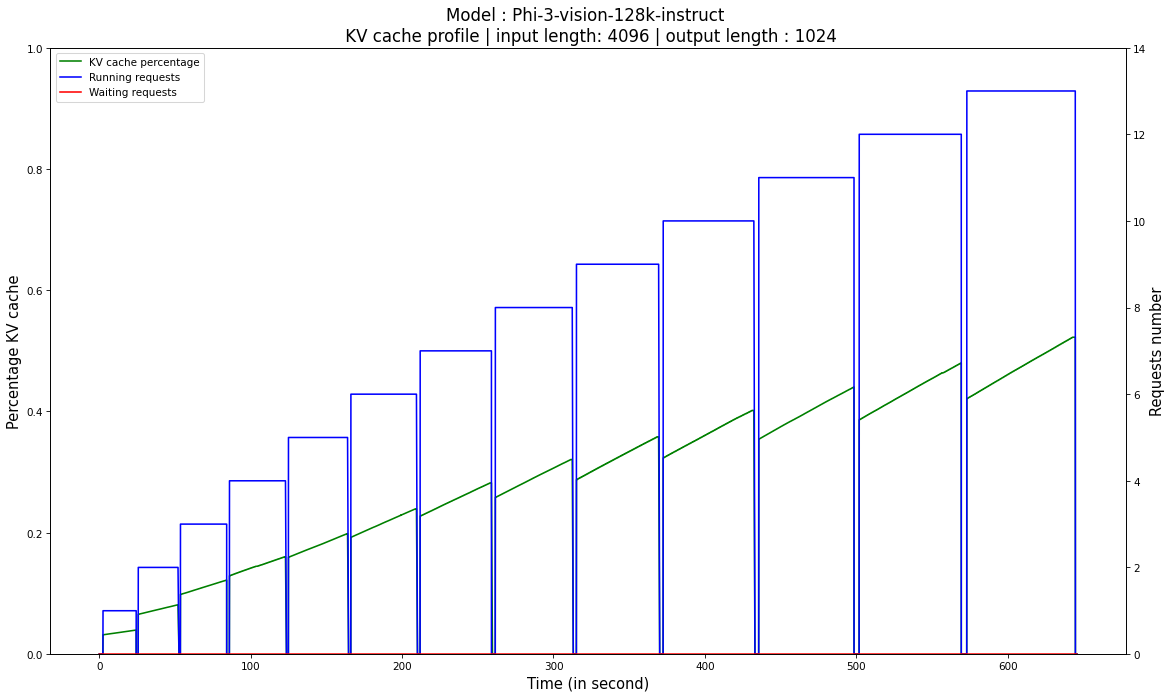 Model : Phi-3-vision-128k-instruct
KV cache profile | input length: 4096 | output length : 1024
KV cache percentage
Running requests
Waiting requests
Percentage KV cache
1.0
0.8
0.6
0.4
0.2
0.0
14
12
10
8
6
4
2
0
Requests number
0 100 200 300 400 500 600
Time (in second)